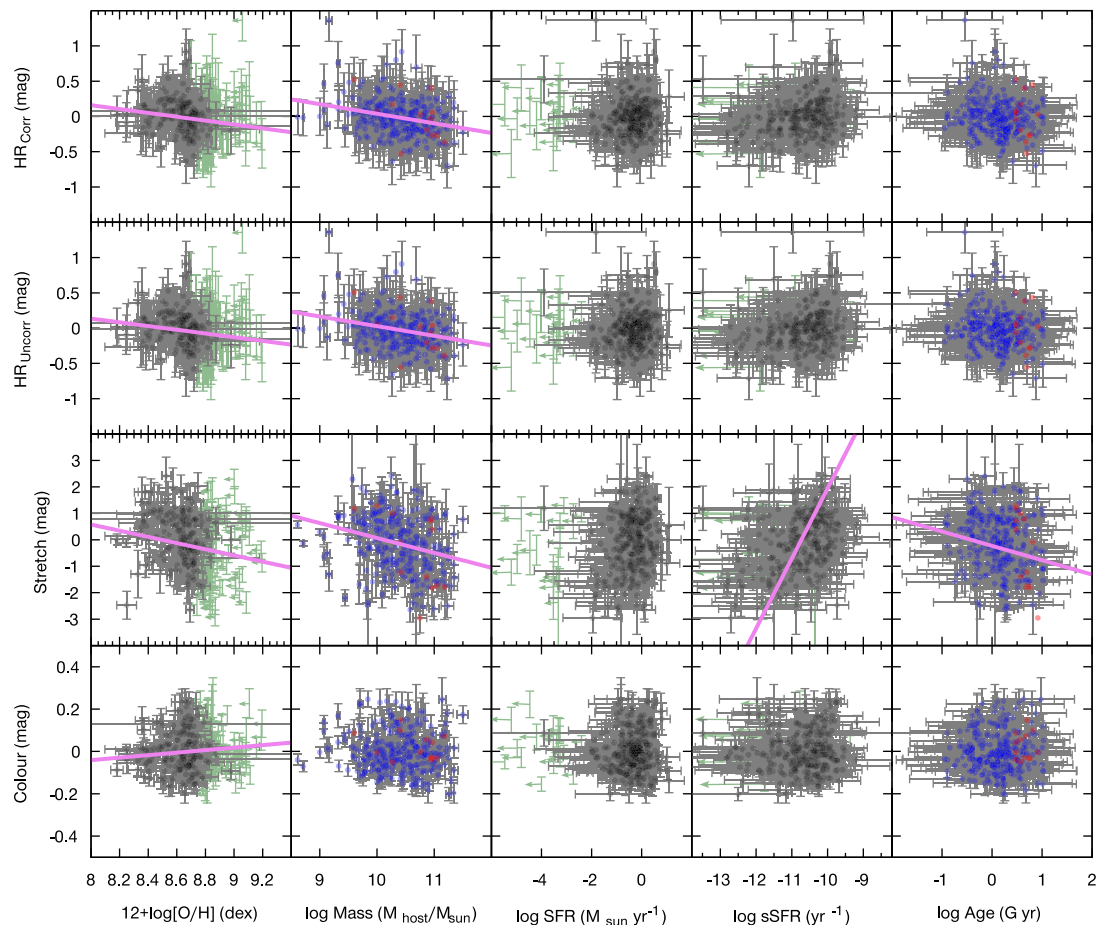 1
0.5
0
-0.5
-1
HR_Corr (mag)
1
0.5
0
-0.5
-1
HR_Uncorr (mag)
3
2
1
0
-1
-2
-3
Stretch (mag)
0.4
0.2
0
-0.2
-0.4
Colour (mag)
8 8.2 8.4 8.6 8.8 9 9.2
9 10 11
-4 -2 0
-13 -12 -11 -10 -9
-1 0 1 2
12+log[O/H] (dex)
log Mass (M_host/M_sun)
log SFR (M_sun yr⁻¹)
log sSFR (yr⁻¹)
log Age (G yr)